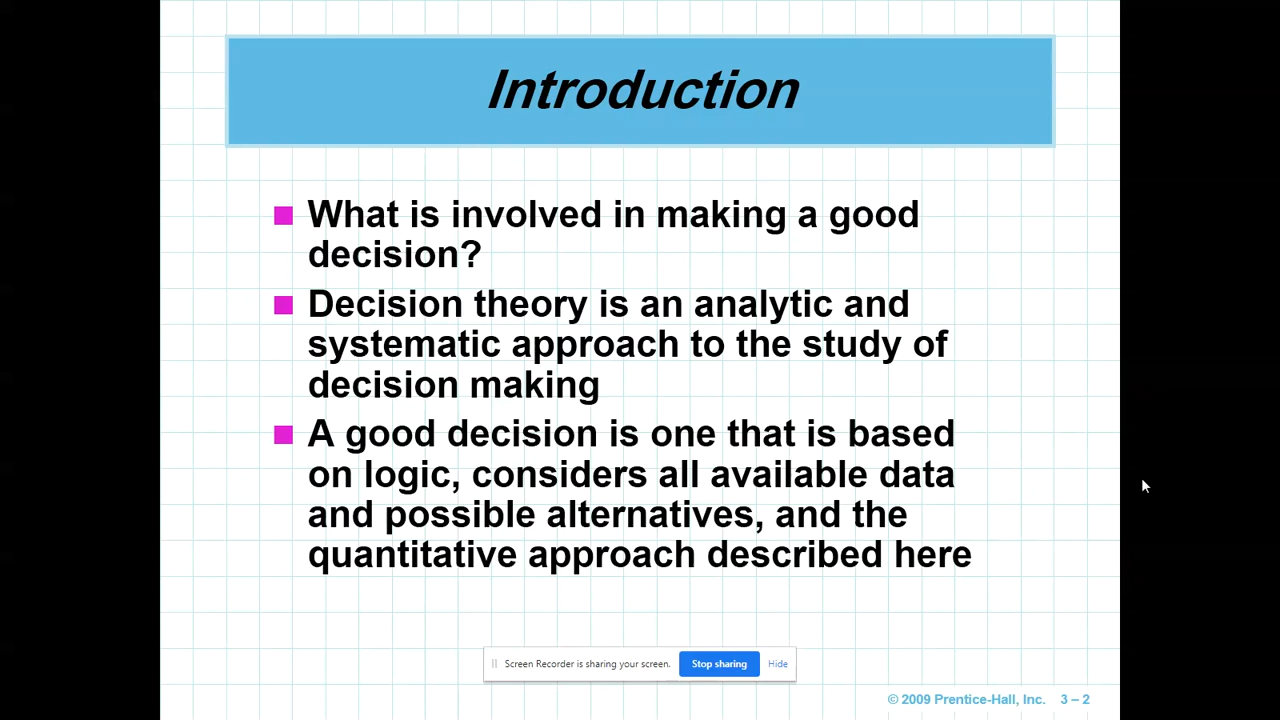 Introduction
What is involved in making a good
decision?
Decision theory is an analytic and
systematic approach to the study of
decision making
A good decision is one that is based
on logic, considers all available data
and possible alternatives, and the
quantitative approach described here
Screen Recorder is sharing your screen. Stop sharing Hide
© 2009 Prentice-Hall, Inc. 3 – 2